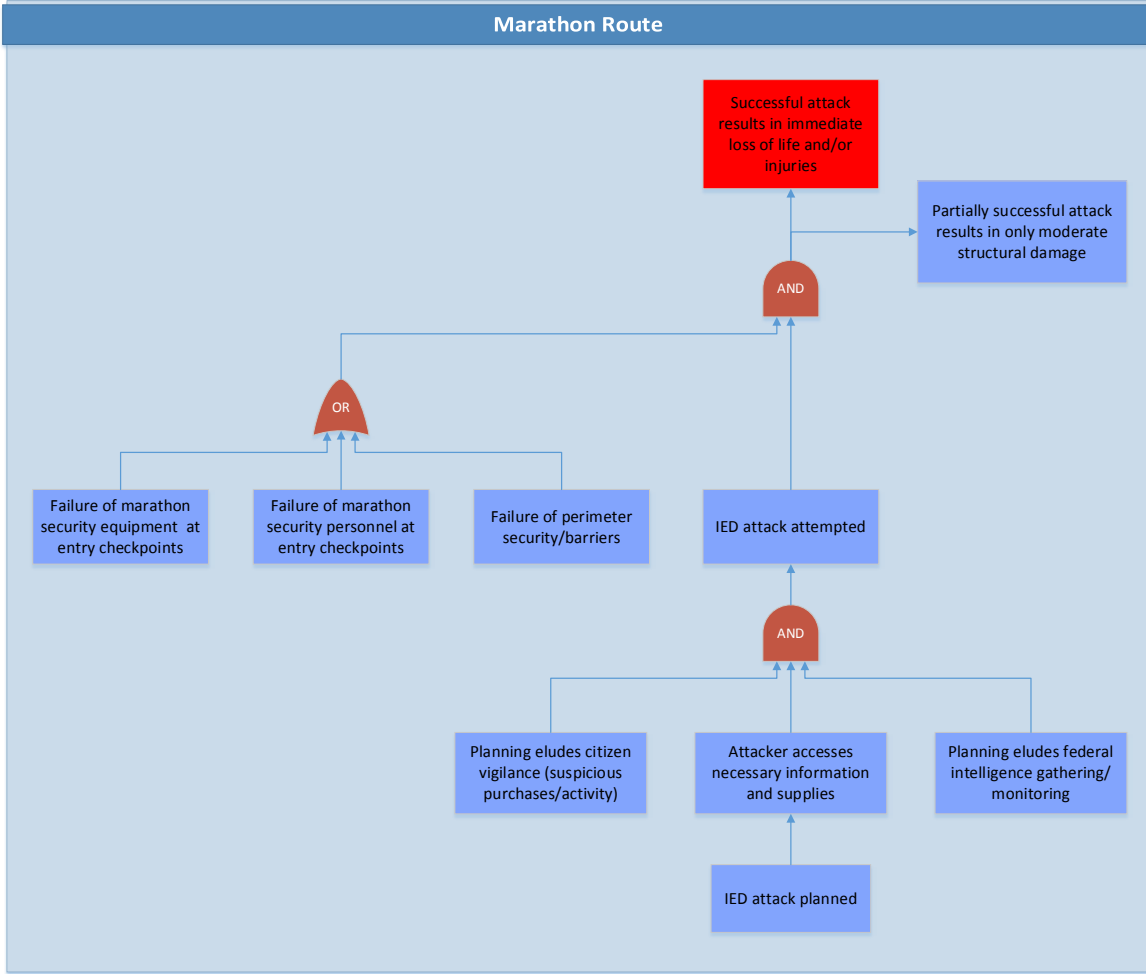 Marathon Route
Successful attack
results in immediate
loss of life and/or
injuries
Partially successful attack
results in only moderate
structural damage
AND
OR
Failure of marathon
security equipment at
entry checkpoints
Failure of marathon
security personnel at
entry checkpoints
Failure of perimeter
security/barriers
IED attack attempted
AND
Planning eludes citizen
vigilance (suspicious
purchases/activity)
Attacker accesses
necessary information
and supplies
Planning eludes federal
intelligence gathering/
monitoring
IED attack planned